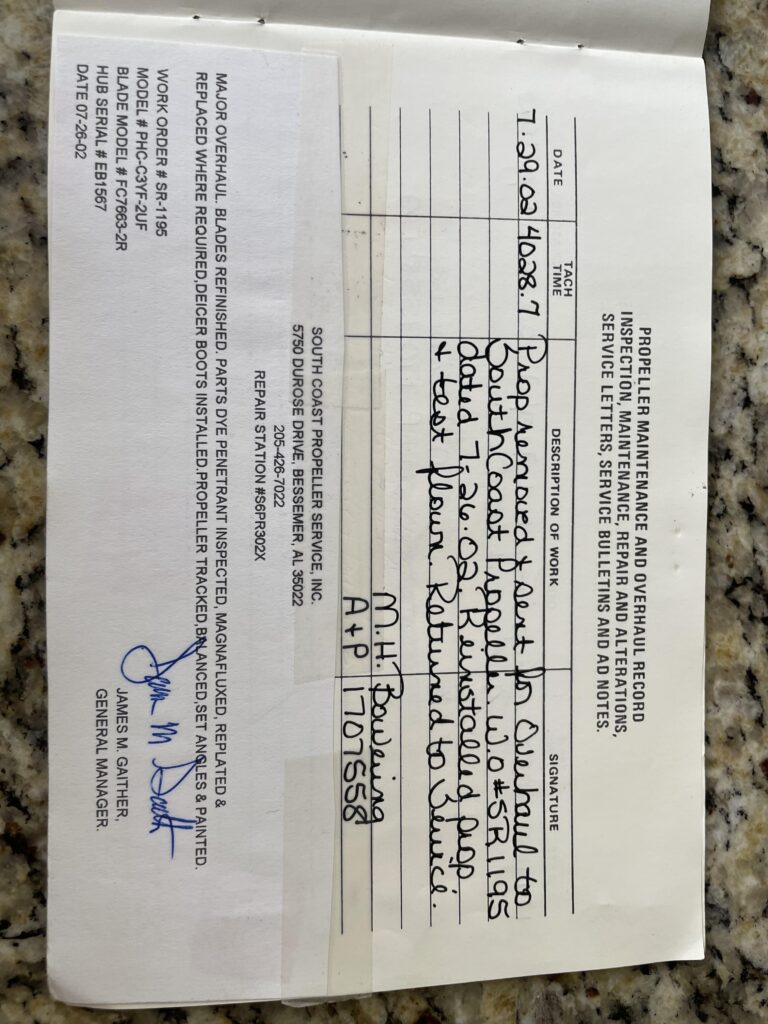 PROPELLER MAINTENANCE AND OVERHAUL RECORD
INSPECTION, MAINTENANCE, REPAIR AND ALTERATIONS,
SERVICE LETTERS, SERVICE BULLETINS AND AD NOTES.
DATE TACH TIME DESCRIPTION OF WORK SIGNATURE
7.29.02 4028.7 Prop removed & sent for Overhaul to
South Coast Propeller W.O #SR1195
dated 7.26.02. Reinstalled prop
& test flown. Returned to Service.
M.H. Bowering
A+P 1707558
SOUTH COAST PROPELLER SERVICE, INC.
5750 DUROSE DRIVE, BESSEMER, AL 35022
205-426-7022
REPAIR STATION #S6PR302X
MAJOR OVERHAUL. BLADES REFINISHED. PARTS DYE PENETRANT INSPECTED, MAGNAFLUXED, REPLATED &
REPLACED WHERE REQUIRED,DEICER BOOTS INSTALLED.PROPELLER TRACKED,BALANCED,SET ANGLES & PAINTED.
WORK ORDER # SR-1195
MODEL # PHC-C3YF-2UF
BLADE MODEL # FC7663-2R
HUB SERIAL # EB1567
DATE 07-26-02
JAMES M. GAITHER,
GENERAL MANAGER.